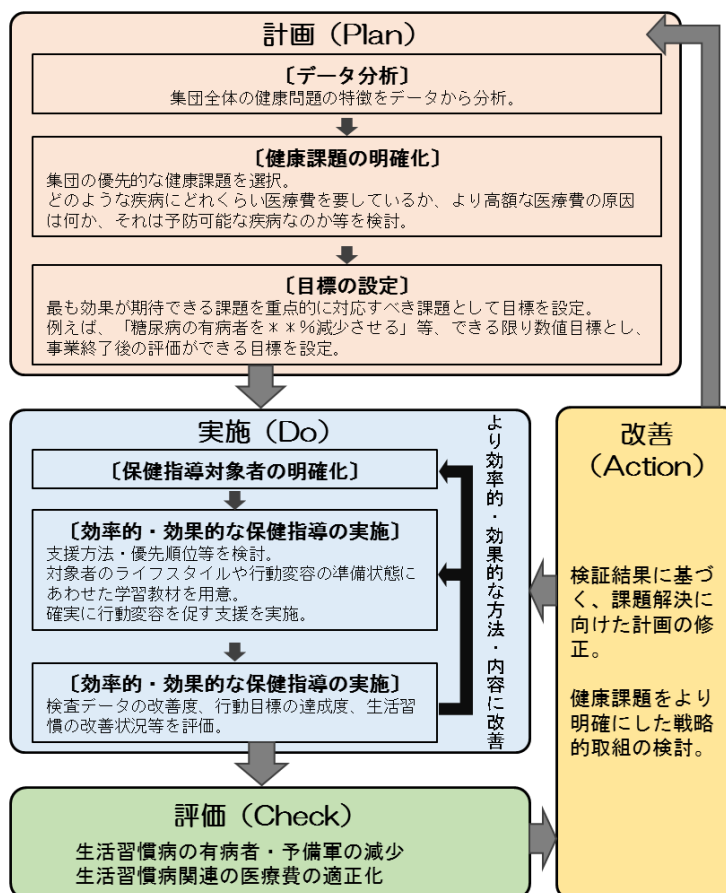 計画（Plan）
〔データ分析〕
集団全体の健康問題の特徴をデータから分析。
〔健康課題の明確化〕
集団の優先的な健康課題を選択。
どのような疾病にどれくらい医療費を要しているか、より高額な医療費の原因
は何か、それは予防可能な疾病なのか等を検討。
〔目標の設定〕
最も効果が期待できる課題を重点的に対応すべき課題として目標を設定。
例えば、「糖尿病の有病者を＊＊％減少させる」等、できる限り数値目標とし、
事業終了後の評価ができる目標を設定。
実施（Do）
〔保健指導対象者の明確化〕
〔効率的・効果的な保健指導の実施〕
支援方法・優先順位等を検討。
対象者のライフスタイルや行動変容の準備状態に
あわせた学習教材を用意。
確実に行動変容を促す支援を実施。
〔効率的・効果的な保健指導の実施〕
検査データの改善度、行動目標の達成度、生活習
慣の改善状況等を評価。
より効率的・効果的な方法・内容に改善
評価（Check）
生活習慣病の有病者・予備軍の減少
生活習慣病関連の医療費の適正化
改善
（Action）
検証結果に基づ
く、課題解決に
向けた計画の修
正。
健康課題をより
明確にした戦略
的取組の検討。